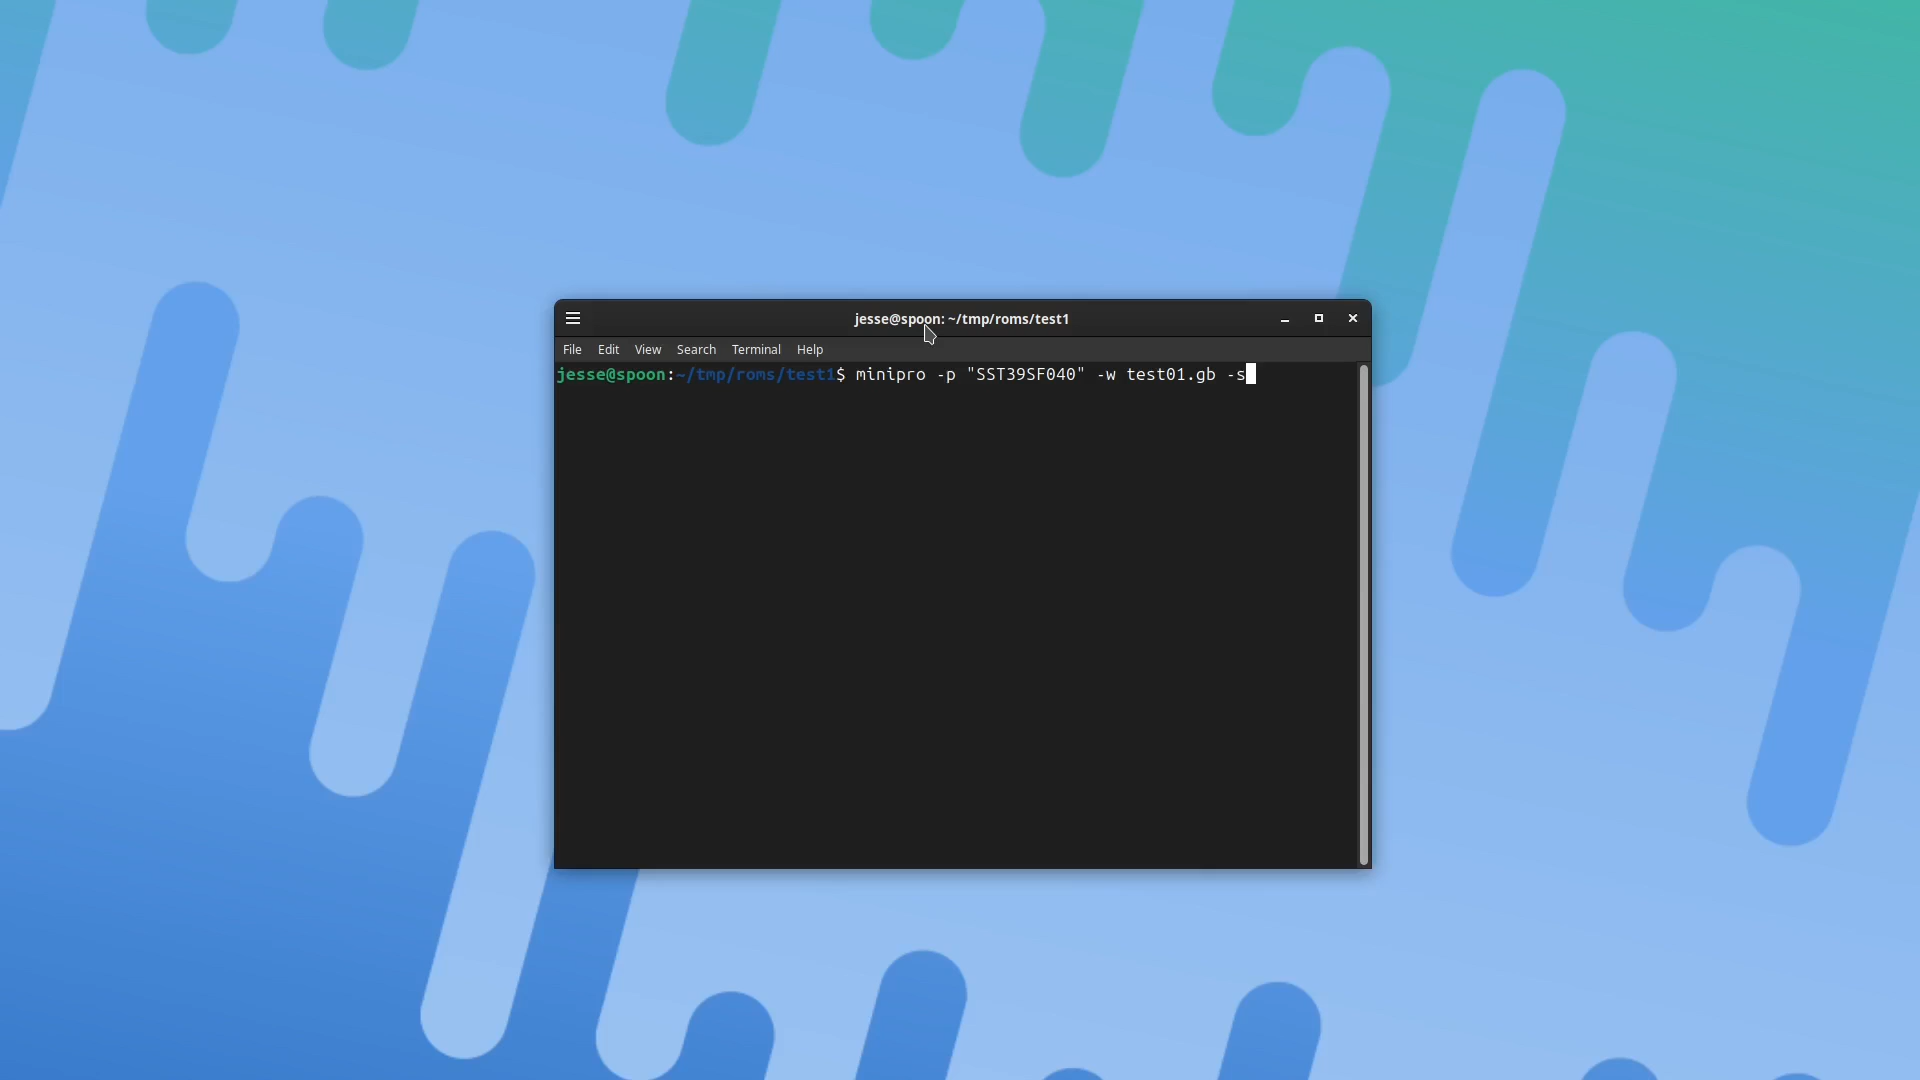 jesse@spoon: ~/tmp/roms/test1
File Edit View Search Terminal Help
jesse@spoon:~/tmp/roms/test1$ minipro -p "SST39SF040" -w test01.gb -s